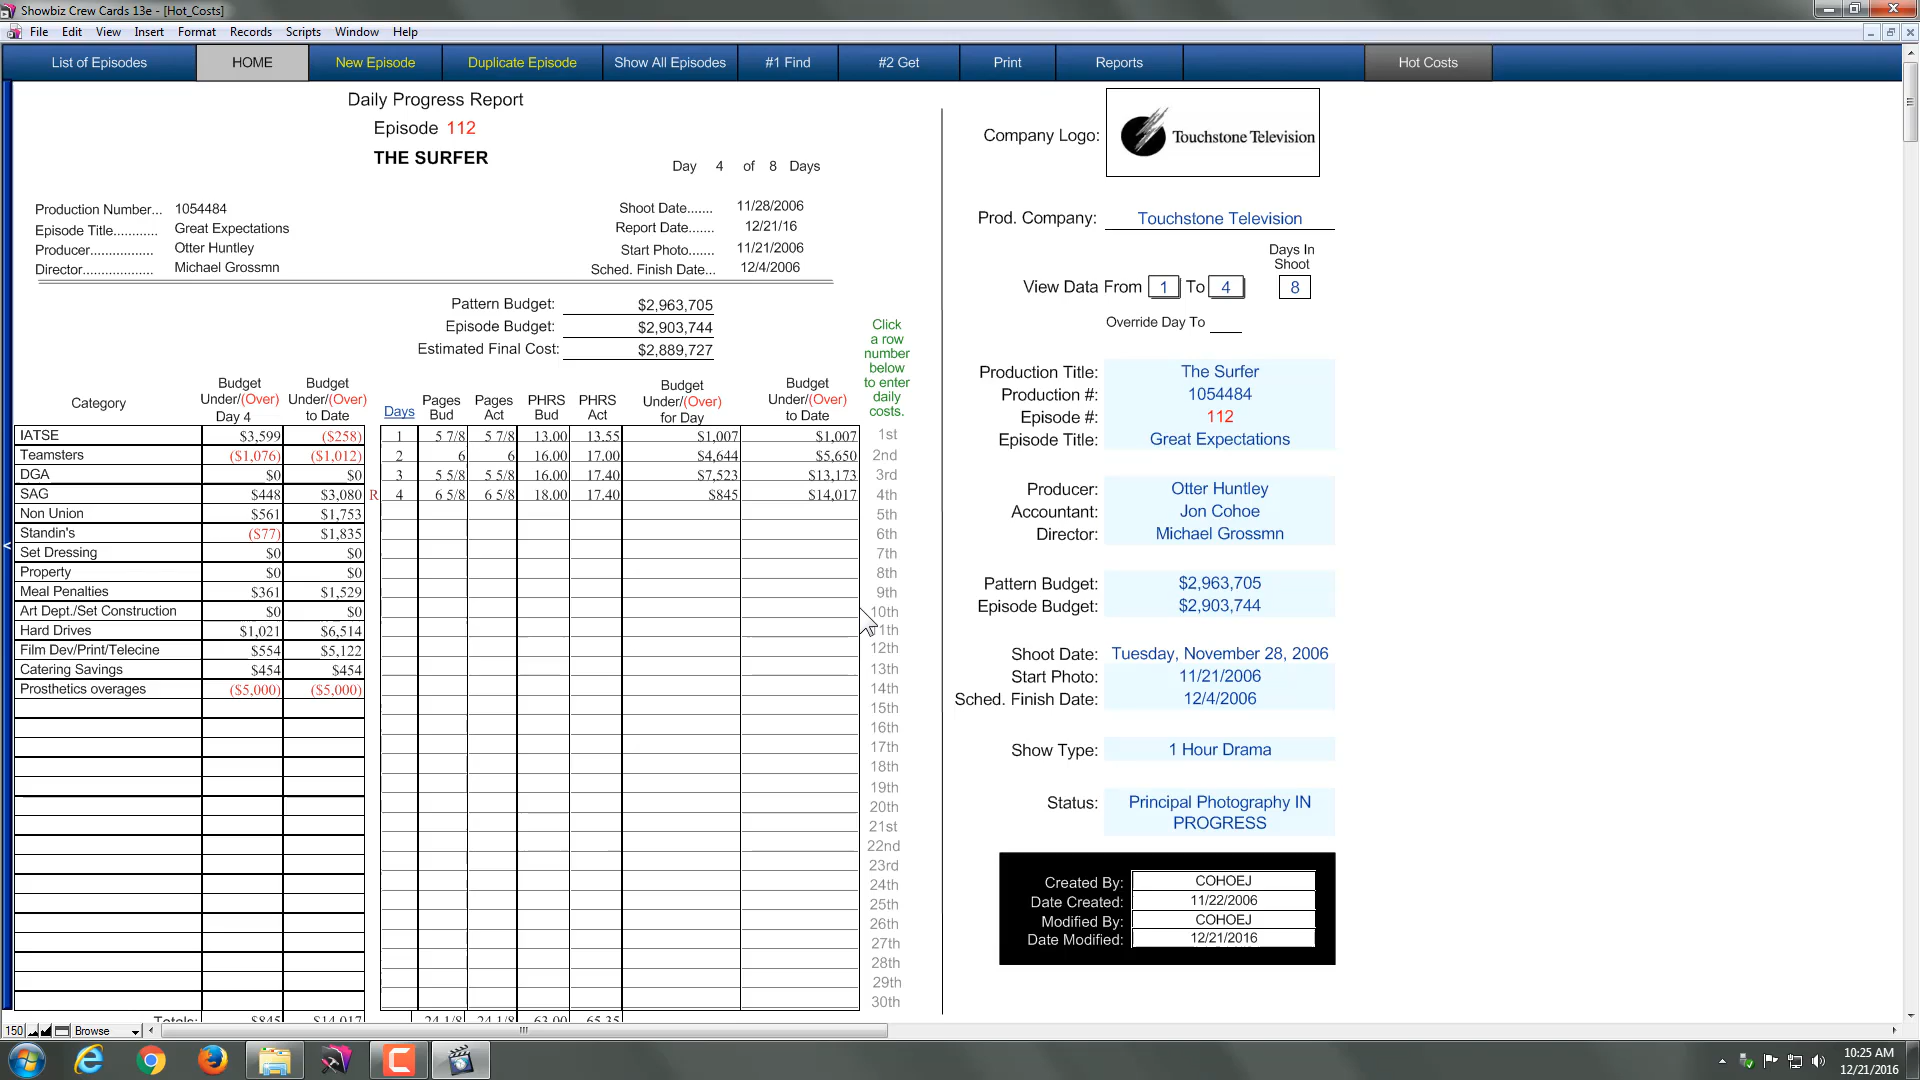 Showbiz Crew Cards 13e - [Hot_Costs]
File Edit View Insert Format Records Scripts Window Help
List of Episodes HOME New Episode Duplicate Episode Show All Episodes #1 Find #2 Get Print Reports Hot Costs
Daily Progress Report
Episode 112
THE SURFER
Day 4 of 8 Days
Production Number... 1054484
Episode Title............ Great Expectations
Producer................. Otter Huntley
Director................... Michael Grossmn
Shoot Date....... 11/28/2006
Report Date....... 12/21/16
Start Photo....... 11/21/2006
Sched. Finish Date... 12/4/2006
Pattern Budget: $2,963,705
Episode Budget: $2,903,744
Estimated Final Cost: $2,889,727
Click
a row
number
below
to enter
daily
costs.
Category
Budget
Under/(Over)
Day 4
Budget
Under/(Over)
to Date
Days
Pages
Bud
Pages
Act
PHRS
Bud
PHRS
Act
Budget
Under/(Over)
for Day
Budget
Under/(Over)
to Date
IATSE $3,599 ($258)
Teamsters ($1,076) ($1,012)
DGA $0 $0
SAG $448 $3,080
Non Union $561 $1,753
Standin's ($77) $1,835
Set Dressing $0 $0
Property $0 $0
Meal Penalties $361 $1,529
Art Dept./Set Construction $0 $0
Hard Drives $1,021 $6,514
Film Dev/Print/Telecine $554 $5,122
Catering Savings $454 $454
Prosthetics overages ($5,000) ($5,000)
Totals: $845 $14,017
1 5 7/8 5 7/8 13.00 13.55 $1,007 $1,007 1st
2 6 6 16.00 17.00 $4,644 $5,650 2nd
3 5 5/8 5 5/8 16.00 17.40 $7,523 $13,173 3rd
R 4 6 5/8 6 5/8 18.00 17.40 $845 $14,017 4th
5th
6th
7th
8th
9th
10th
11th
12th
13th
14th
15th
16th
17th
18th
19th
20th
21st
22nd
23rd
24th
25th
26th
27th
28th
29th
30th
24 1/8 24 1/8 63.00 65.35
Company Logo: Touchstone Television
Prod. Company: Touchstone Television
Days In
Shoot
View Data From 1 To 4 8
Override Day To
Production Title: The Surfer
Production #: 1054484
Episode #: 112
Episode Title: Great Expectations
Producer: Otter Huntley
Accountant: Jon Cohoe
Director: Michael Grossmn
Pattern Budget: $2,963,705
Episode Budget: $2,903,744
Shoot Date: Tuesday, November 28, 2006
Start Photo: 11/21/2006
Sched. Finish Date: 12/4/2006
Show Type: 1 Hour Drama
Status: Principal Photography IN
PROGRESS
Created By: COHOEJ
Date Created: 11/22/2006
Modified By: COHOEJ
Date Modified: 12/21/2016
150 Browse
10:25 AM
12/21/2016